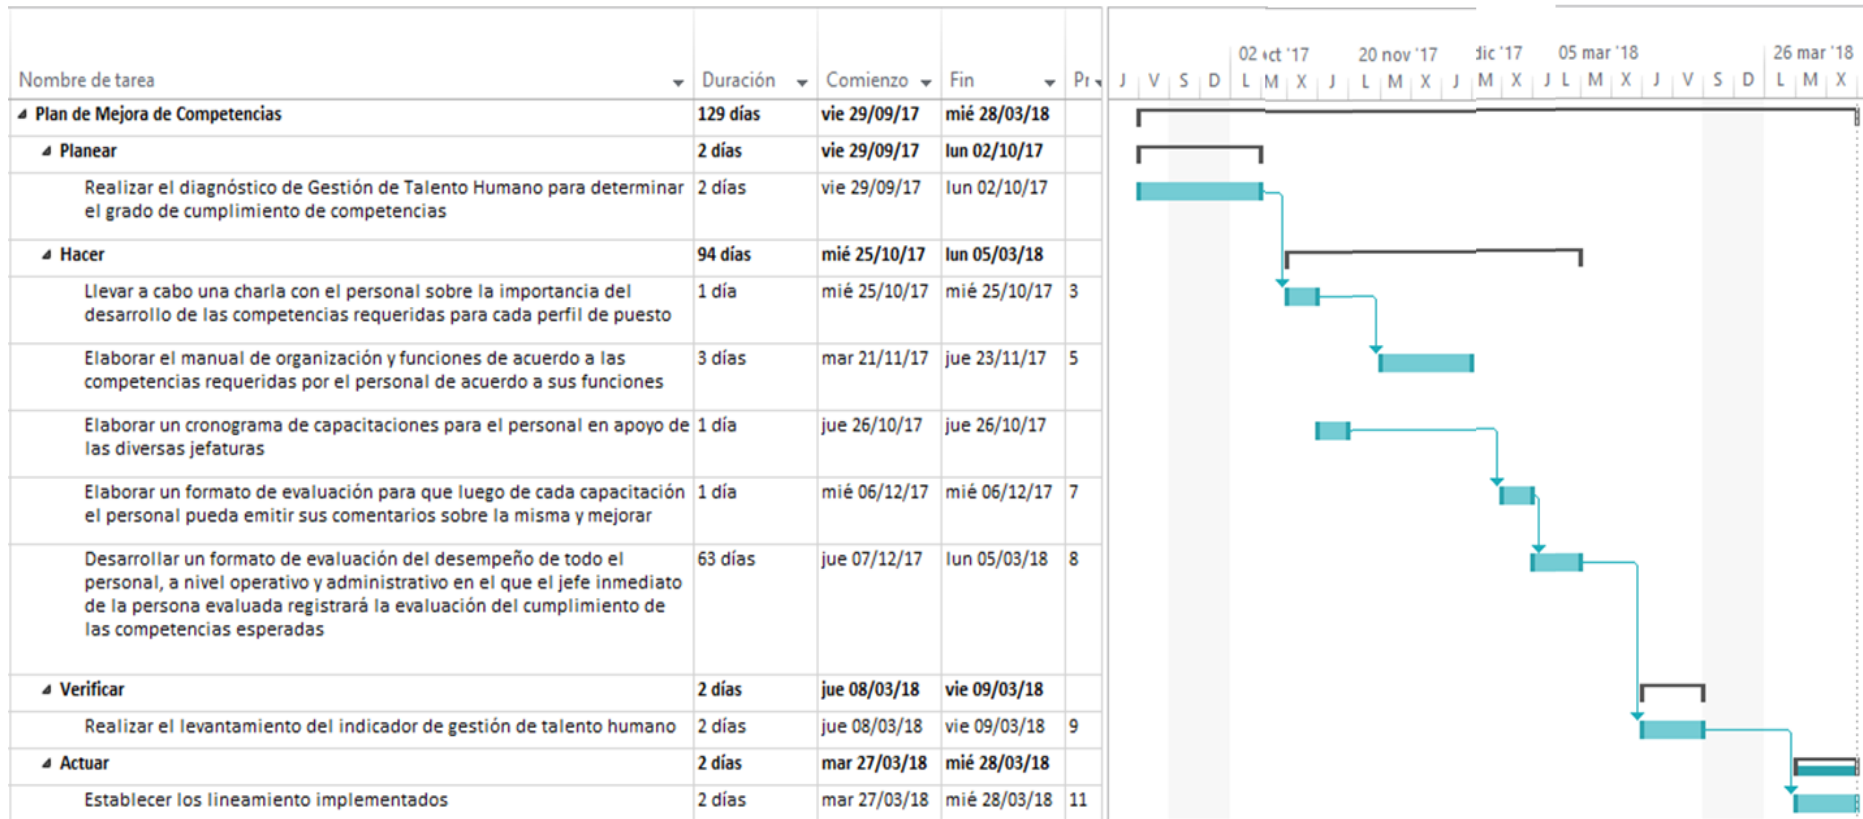 02 oct '17 20 nov '17 dic '17 05 mar '18 26 mar '18
Nombre de tarea Duración Comienzo Fin Pr J V S D L M X J L M X J M X J L M X J V S D L M X
Plan de Mejora de Competencias 129 días vie 29/09/17 mié 28/03/18
Planear 2 días vie 29/09/17 lun 02/10/17
Realizar el diagnóstico de Gestión de Talento Humano para determinar 2 días vie 29/09/17 lun 02/10/17
el grado de cumplimiento de competencias
Hacer 94 días mié 25/10/17 lun 05/03/18
Llevar a cabo una charla con el personal sobre la importancia del 1 día mié 25/10/17 mié 25/10/17 3
desarrollo de las competencias requeridas para cada perfil de puesto
Elaborar el manual de organización y funciones de acuerdo a las 3 días mar 21/11/17 jue 23/11/17 5
competencias requeridas por el personal de acuerdo a sus funciones
Elaborar un cronograma de capacitaciones para el personal en apoyo de 1 día jue 26/10/17 jue 26/10/17
las diversas jefaturas
Elaborar un formato de evaluación para que luego de cada capacitación 1 día mié 06/12/17 mié 06/12/17 7
el personal pueda emitir sus comentarios sobre la misma y mejorar
Desarrollar un formato de evaluación del desempeño de todo el 63 días jue 07/12/17 lun 05/03/18 8
personal, a nivel operativo y administrativo en el que el jefe inmediato
de la persona evaluada registrará la evaluación del cumplimiento de
las competencias esperadas
Verificar 2 días jue 08/03/18 vie 09/03/18
Realizar el levantamiento del indicador de gestión de talento humano 2 días jue 08/03/18 vie 09/03/18 9
Actuar 2 días mar 27/03/18 mié 28/03/18
Establecer los lineamiento implementados 2 días mar 27/03/18 mié 28/03/18 11